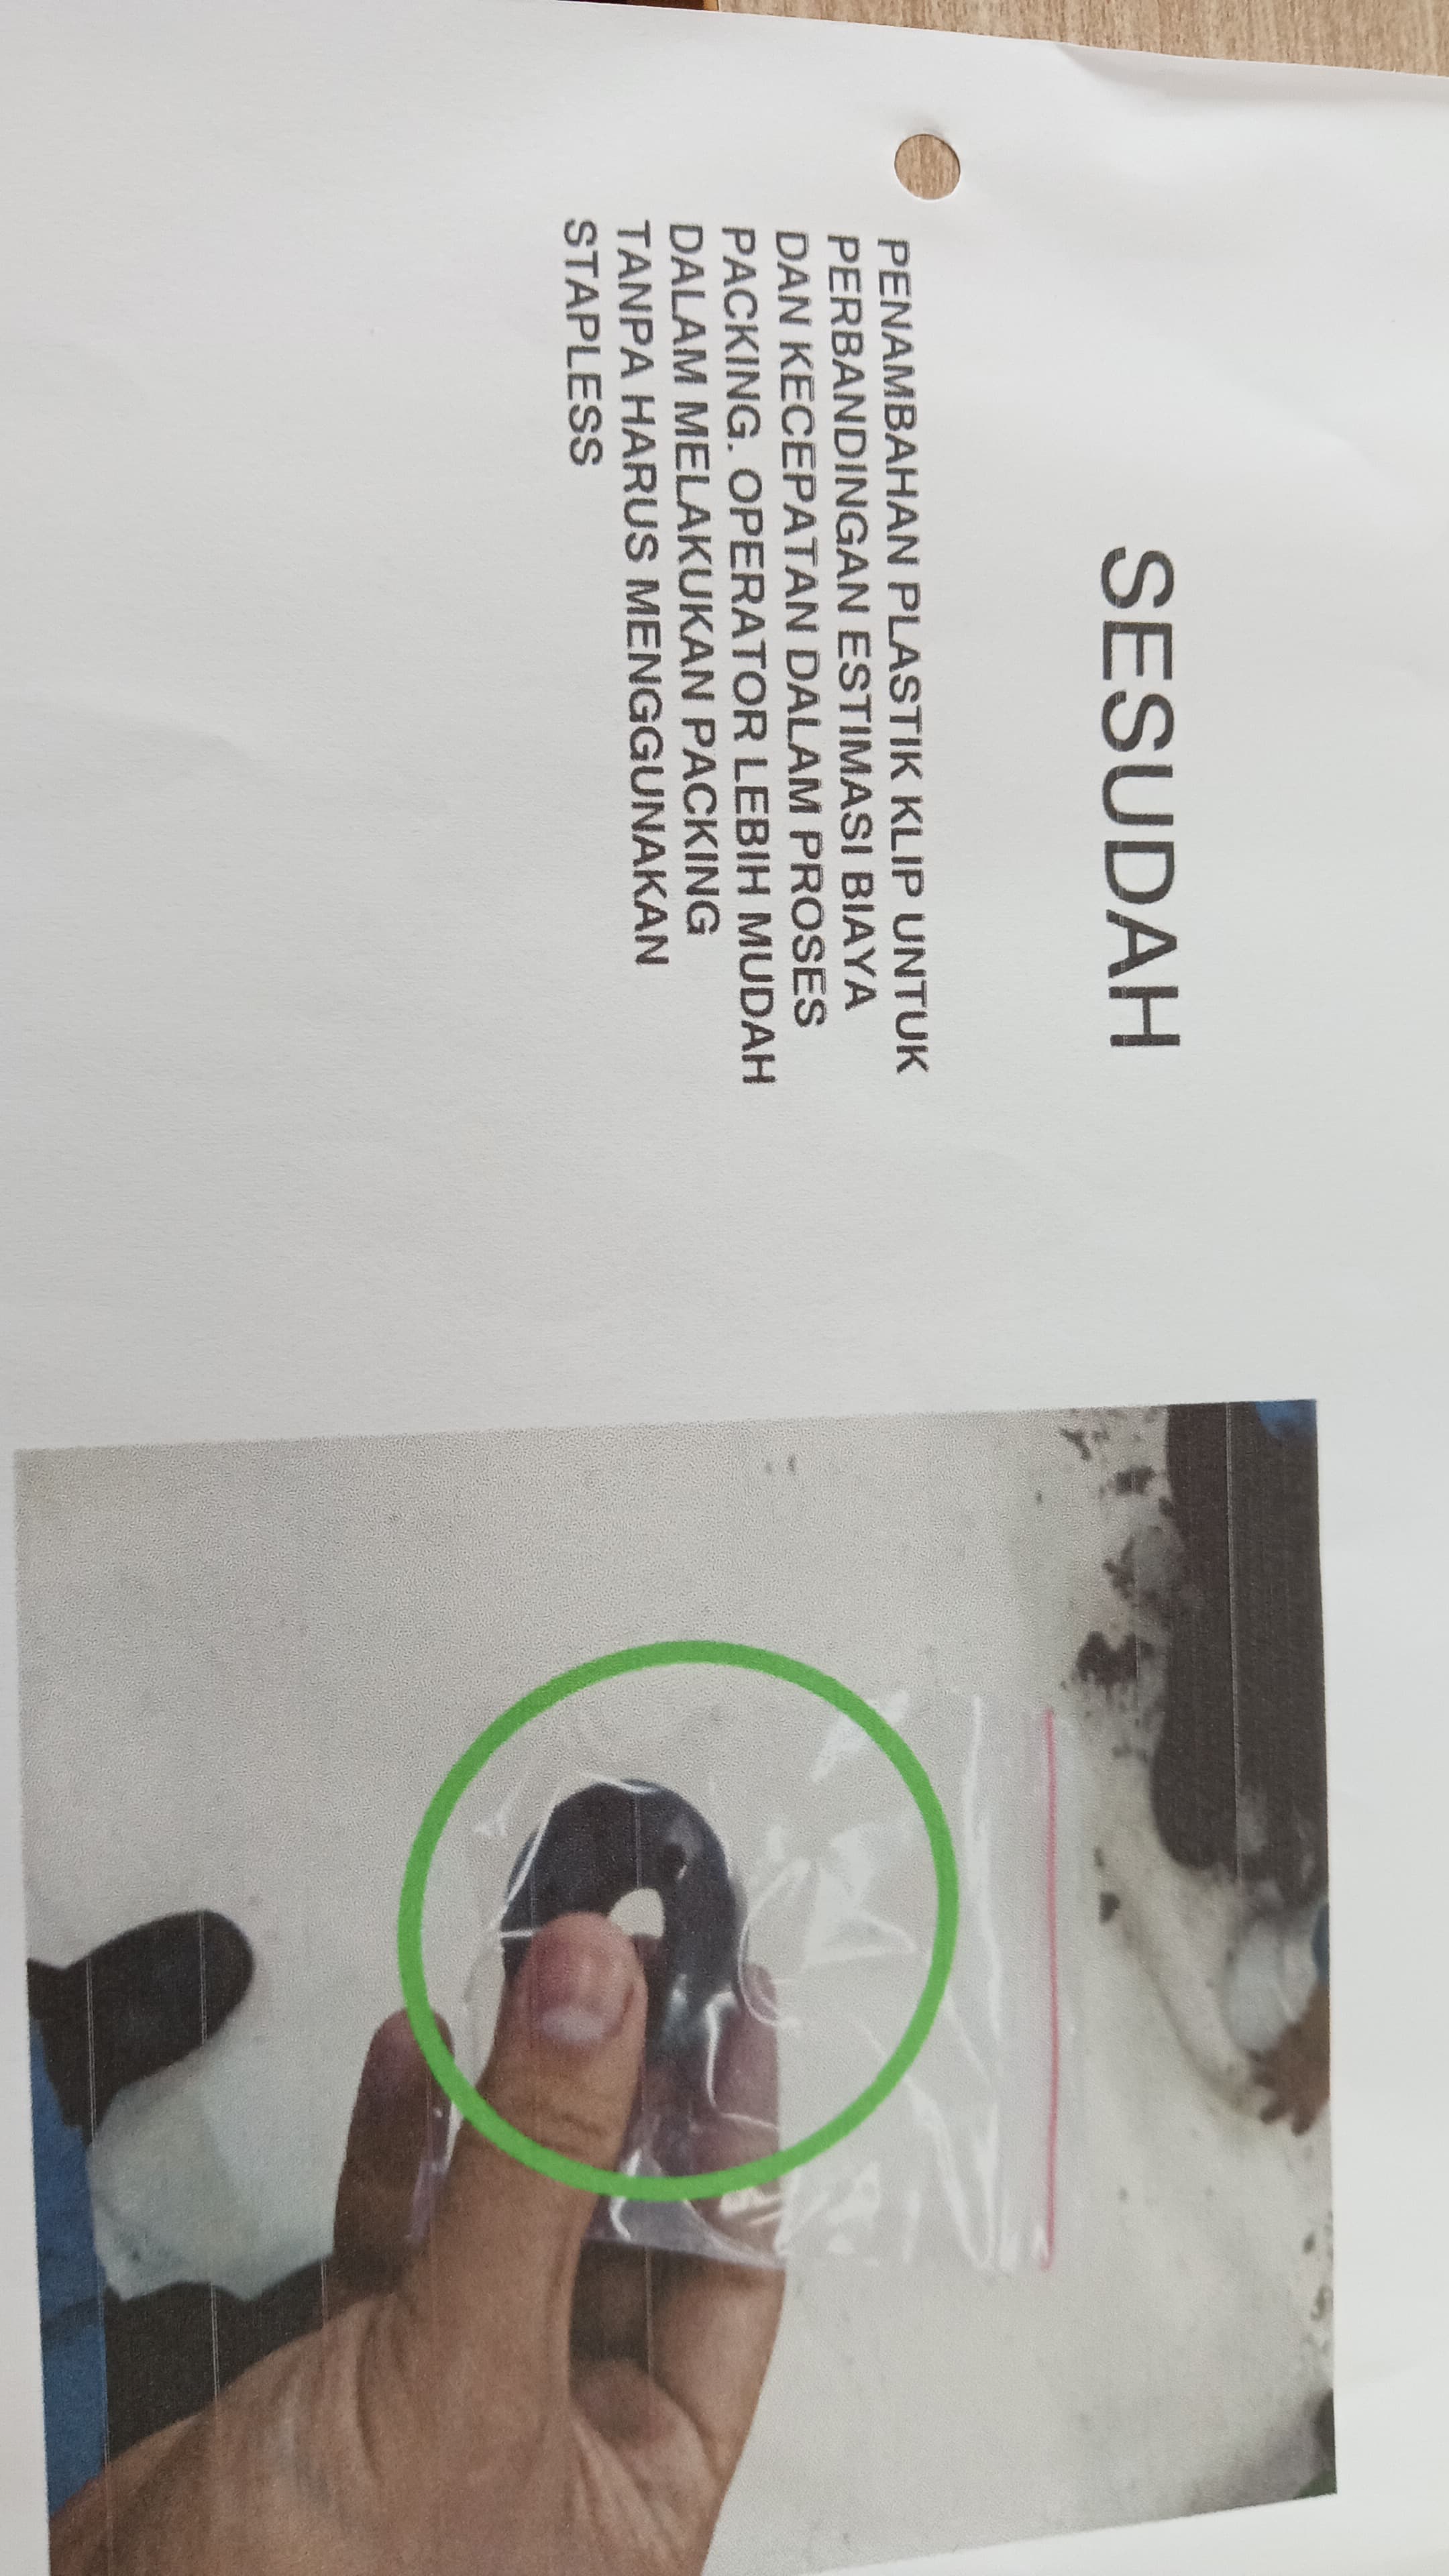 SESUDAH
PENAMBAHAN PLASTIK KLIP UNTUK
PERBANDINGAN ESTIMASI BIAYA
DAN KECEPATAN DALAM PROSES
PACKING. OPERATOR LEBIH MUDAH
DALAM MELAKUKAN PACKING
TANPA HARUS MENGGUNAKAN
STAPLESS